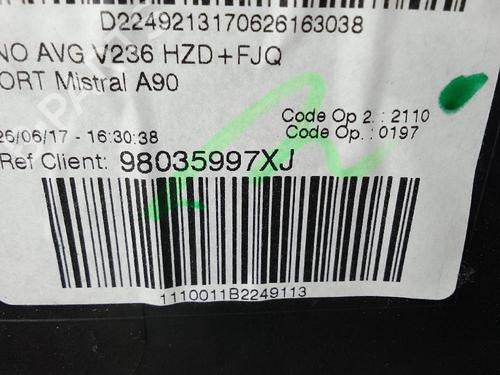 D2249213170626163038
NO AVG V236 HZD+FJQ
ORT Mistral A90
26/06/17 - 16:30:38
Code Op 2. : 2110
Code Op. : 0197
Ref Client: 98035997XJ
1110011B2249113